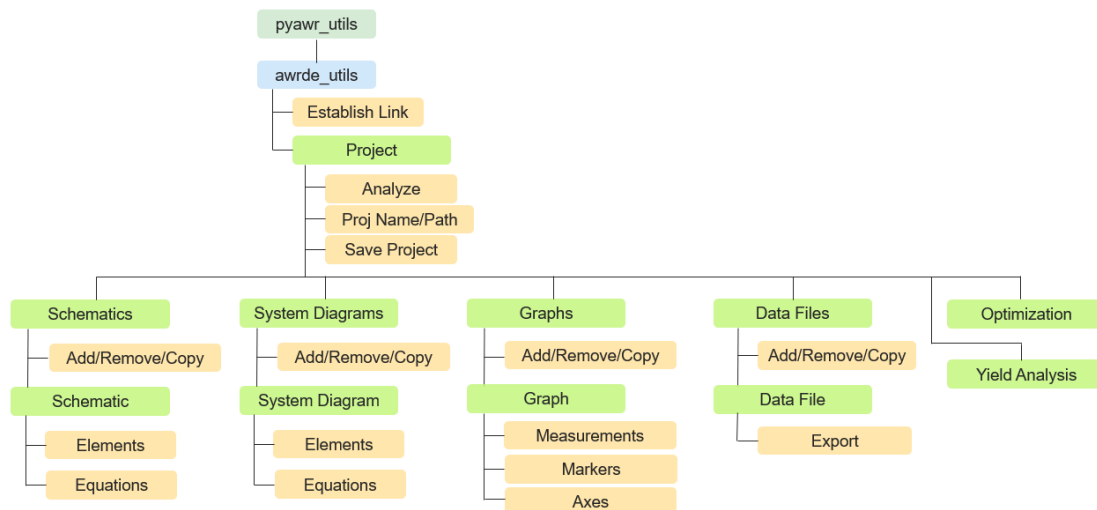 pyawr_utils
awrde_utils
Establish Link
Project
Analyze
Proj Name/Path
Save Project
Schematics
System Diagrams
Graphs
Data Files
Optimization
Add/Remove/Copy
Add/Remove/Copy
Add/Remove/Copy
Add/Remove/Copy
Yield Analysis
Schematic
System Diagram
Graph
Data File
Elements
Elements
Measurements
Export
Equations
Equations
Markers
Axes